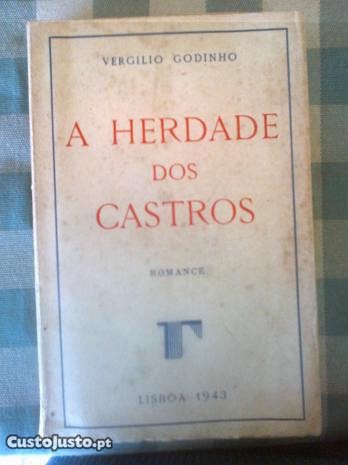 VERGILIO GODINHO
A HERDADE
DOS
CASTROS
ROMANCE
LISBOA 1943
CustoJusto.pt